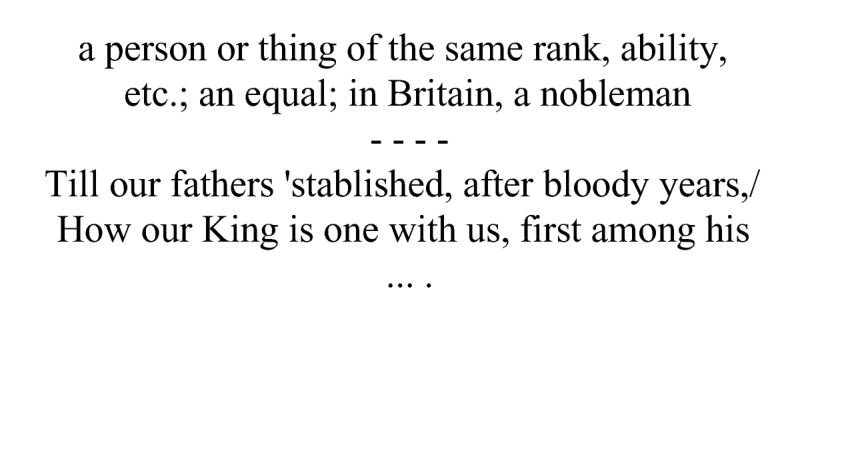 a person or thing of the same rank, ability,
etc.; an equal; in Britain, a nobleman
- - - -
Till our fathers 'stablished, after bloody years,/
How our King is one with us, first among his
... .